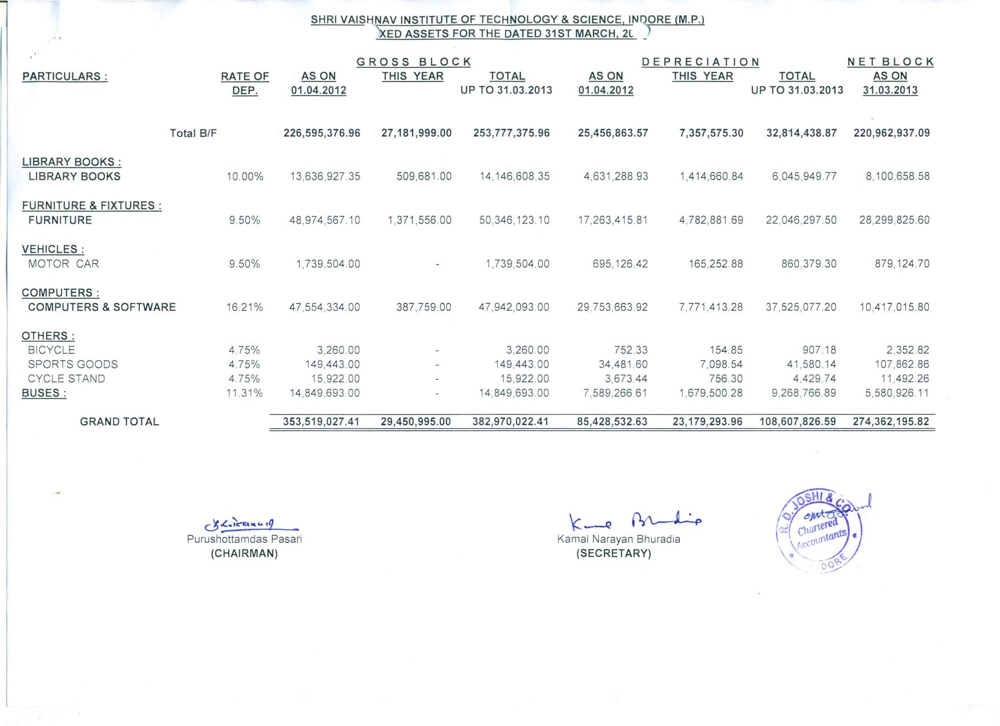 SHRI VAISHNAV INSTITUTE OF TECHNOLOGY & SCIENCE, INDORE (M.P.)
XED ASSETS FOR THE DATED 31ST MARCH, 20
GROSS BLOCK DEPRECIATION NET BLOCK
PARTICULARS : RATE OF AS ON THIS YEAR TOTAL AS ON THIS YEAR TOTAL AS ON
DEP. 01.04.2012 UP TO 31.03.2013 01.04.2012 UP TO 31.03.2013 31.03.2013
Total B/F 226,595,376.96 27,181,999.00 253,777,375.96 25,456,863.57 7,357,575.30 32,814,438.87 220,962,937.09
LIBRARY BOOKS :
LIBRARY BOOKS 10.00% 13,636,927.35 509,681.00 14,146,608.35 4,631,288.93 1,414,660.84 6,045,949.77 8,100,658.58
FURNITURE & FIXTURES :
FURNITURE 9.50% 48,974,567.10 1,371,556.00 50,346,123.10 17,263,415.81 4,782,881.69 22,046,297.50 28,299,825.60
VEHICLES :
MOTOR CAR 9.50% 1,739,504.00 - 1,739,504.00 695,126.42 165,252.88 860,379.30 879,124.70
COMPUTERS :
COMPUTERS & SOFTWARE 16.21% 47,554,334.00 387,759.00 47,942,093.00 29,753,663.92 7,771,413.28 37,525,077.20 10,417,015.80
OTHERS :
BICYCLE 4.75% 3,260.00 - 3,260.00 752.33 154.85 907.18 2,352.82
SPORTS GOODS 4.75% 149,443.00 - 149,443.00 34,481.60 7,098.54 41,580.14 107,862.86
CYCLE STAND 4.75% 15,922.00 - 15,922.00 3,673.44 756.30 4,429.74 11,492.26
BUSES : 11.31% 14,849,693.00 - 14,849,693.00 7,589,266.61 1,679,500.28 9,268,766.89 5,580,926.11
GRAND TOTAL 353,519,027.41 29,450,995.00 382,970,022.41 85,428,532.63 23,179,293.96 108,607,826.59 274,362,195.82
Purushottamdas Pasari
(CHAIRMAN)
Kamal Narayan Bhuradia
(SECRETARY)
R. D. JOSHI & CO.
Chartered
Accountants
INDORE